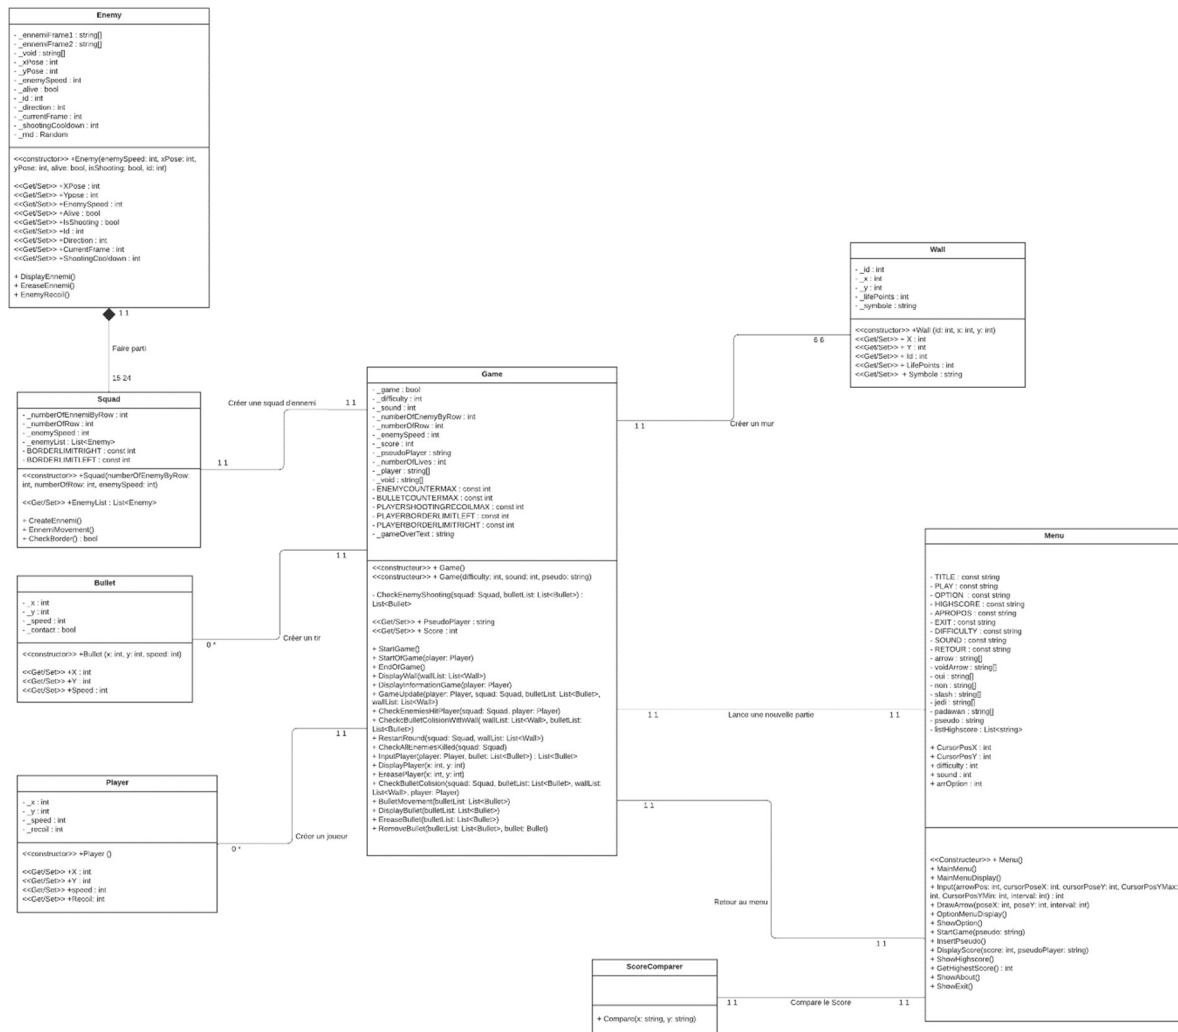 Enemy
- _ennemiFrame1 : string[]
- _ennemiFrame2 : string[]
- _void : string[]
- _xPose : int
- _yPose : int
- _enemySpeed : int
- _alive : bool
- _id : int
- _direction : int
- _currentFrame : int
- _shootingCooldown : int
- _rnd : Random
<<constructor>> +Enemy(enemySpeed: int, xPose: int,
yPose: int, alive: bool, isShooting: bool, id: int)
<<Get/Set>> +XPose : int
<<Get/Set>> +Ypose : int
<<Get/Set>> +EnemySpeed : int
<<Get/Set>> +Alive : bool
<<Get/Set>> +IsShooting : bool
<<Get/Set>> +Id : int
<<Get/Set>> +Direction : int
<<Get/Set>> +CurrentFrame : int
<<Get/Set>> +ShootingCooldown : int
+ DisplayEnnemi()
+ EreaseEnnemi()
+ EnemyRecoil()
1 1
Faire parti
15 24
Squad
- _numberOfEnnemiByRow : int
- _numberOfRow : int
- _enemySpeed : int
- _enemyList : List<Enemy>
- BORDERLIMITRIGHT : const int
- BORDERLIMITLEFT : const int
<<constructor>> +Squad(numberOfEnemyByRow:
int, numberOfRow: int, enemySpeed: int)
<<Get/Set>> +EnemyList : List<Enemy>
+ CreateEnnemi()
+ EnnemiMovement()
+ CheckBorder() : bool
Créer une squad d'ennemi
1 1
1 1
Bullet
- _x : int
- _y : int
- _speed : int
- _contact : bool
<<constructor>> +Bullet (x: int, y: int, speed: int)
<<Get/Set>> +X : int
<<Get/Set>> +Y : int
<<Get/Set>> +Speed : int
1 1
Créer un tir
0 *
Player
- _x : int
- _y : int
- _speed : int
- _recoil : int
<<constructor>> +Player ()
<<Get/Set>> +X : int
<<Get/Set>> +Y : int
<<Get/Set>> +speed : int
<<Get/Set>> +Recoil: int
1 1
Créer un joueur
0 *
Game
- _game : bool
- _difficulty : int
- _sound : int
- _numberOfEnemyByRow : int
- _numberOfRow : int
- _enemySpeed : int
- _score : int
- _pseudoPlayer : string
- _numberOfLives : int
- _player : string[]
- _void : string[]
- ENEMYCOUNTERMAX : const int
- BULLETCOUNTERMAX : const int
- PLAYERSHOOTINGRECOILMAX : const int
- PLAYERBORDERLIMITLEFT : const int
- PLAYERBORDERLIMITRIGHT : const int
- _gameOverText : string
<<constructeur>> + Game()
<<constructeur>> + Game(difficulty: int, sound: int, pseudo: string)
- CheckEnemyShooting(squad: Squad, bulletList: List<Bullet>) :
List<Bullet>
<<Get/Set>> + PseudoPlayer : string
<<Get/Set>> + Score : int
+ StartGame()
+ StartOfGame(player: Player)
+ EndOfGame()
+ DisplayWall(wallList: List<Wall>)
+ DisplayInformationGame(player: Player)
+ GameUpdate(player: Player, squad: Squad, bulletList: List<Bullet>,
wallList: List<Wall>)
+ CheckEnemiesHitPlayer(squad: Squad, player: Player)
+ CheckcBulletColisionWithWall( wallList: List<Wall>, bulletList:
List<Bullet>)
+ RestartRound(squad: Squad, wallList: List<Wall>)
+ CheckAllEnemiesKilled(squad: Squad)
+ InputPlayer(player: Player, bullet: List<Bullet>) : List<Bullet>
+ DisplayPlayer(x: int, y: int)
+ EreasePlayer(x: int, y: int)
+ CheckBulletColision(squad: Squad, bulletList: List<Bullet>, wallList:
List<Wall>, player: Player)
+ BulletMovement(bulletList: List<Bullet>)
+ DisplayBullet(bulletList: List<Bullet>)
+ EreaseBullet(bulletList: List<Bullet>)
+ RemoveBullet(bulletList: List<Bullet>, bullet: Bullet)
Wall
- _id : int
- _x : int
- _y : int
- _lifePoints : int
- _symbole : string
<<constructor>> +Wall (id: int, x: int, y: int)
<<Get/Set>> + X : int
<<Get/Set>> + Y : int
<<Get/Set>> + Id : int
<<Get/Set>> + LifePoints : int
<<Get/Set>> + Symbole : string
6 6
1 1
Créer un mur
1 1
Lance une nouvelle partie
1 1
1 1
Retour au menu
1 1
Menu
- TITLE : const string
- PLAY : const string
- OPTION : const string
- HIGHSCORE : const string
- APROPOS : const string
- EXIT : const string
- DIFFICULTY : const string
- SOUND : const string
- RETOUR : const string
- arrow : string[]
- voidArrow : string[]
- oui : string[]
- non : string[]
- slash : string[]
- jedi : string[]
- padawan : string[]
- pseudo : string
- listHighscore : List<string>
+ CursorPosX : int
+ CursorPosY : int
+ difficulty : int
+ sound : int
+ arrOption : int
<<Constructeur>> + Menu()
+ MainMenu()
+ MainMenuDisplay()
+ Input(arrowPos: int, cursorPoseX: int, cursorPoseY: int, CursorPosYMax:
int, CursorPosYMin: int, interval: int) : int
+ DrawArrow(poseX: int, poseY: int, interval: int)
+ OptionMenuDisplay()
+ ShowOption()
+ StartGame(pseudo: string)
+ InsertPseudo()
+ DisplayScore(score: int, pseudoPlayer: string)
+ ShowHighscore()
+ GetHighestScore() : int
+ ShowAbout()
+ ShowExit()
ScoreComparer
+ Compare(x: string, y: string)
1 1
Compare le Score
1 1